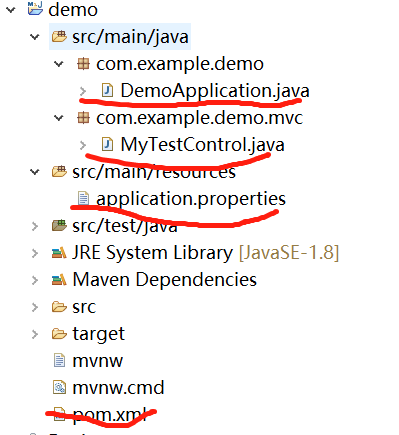 demo
src/main/java
com.example.demo
DemoApplication.java
com.example.demo.mvc
MyTestControl.java
src/main/resources
application.properties
src/test/java
JRE System Library [JavaSE-1.8]
Maven Dependencies
src
target
mvnw
mvnw.cmd
pom.xml